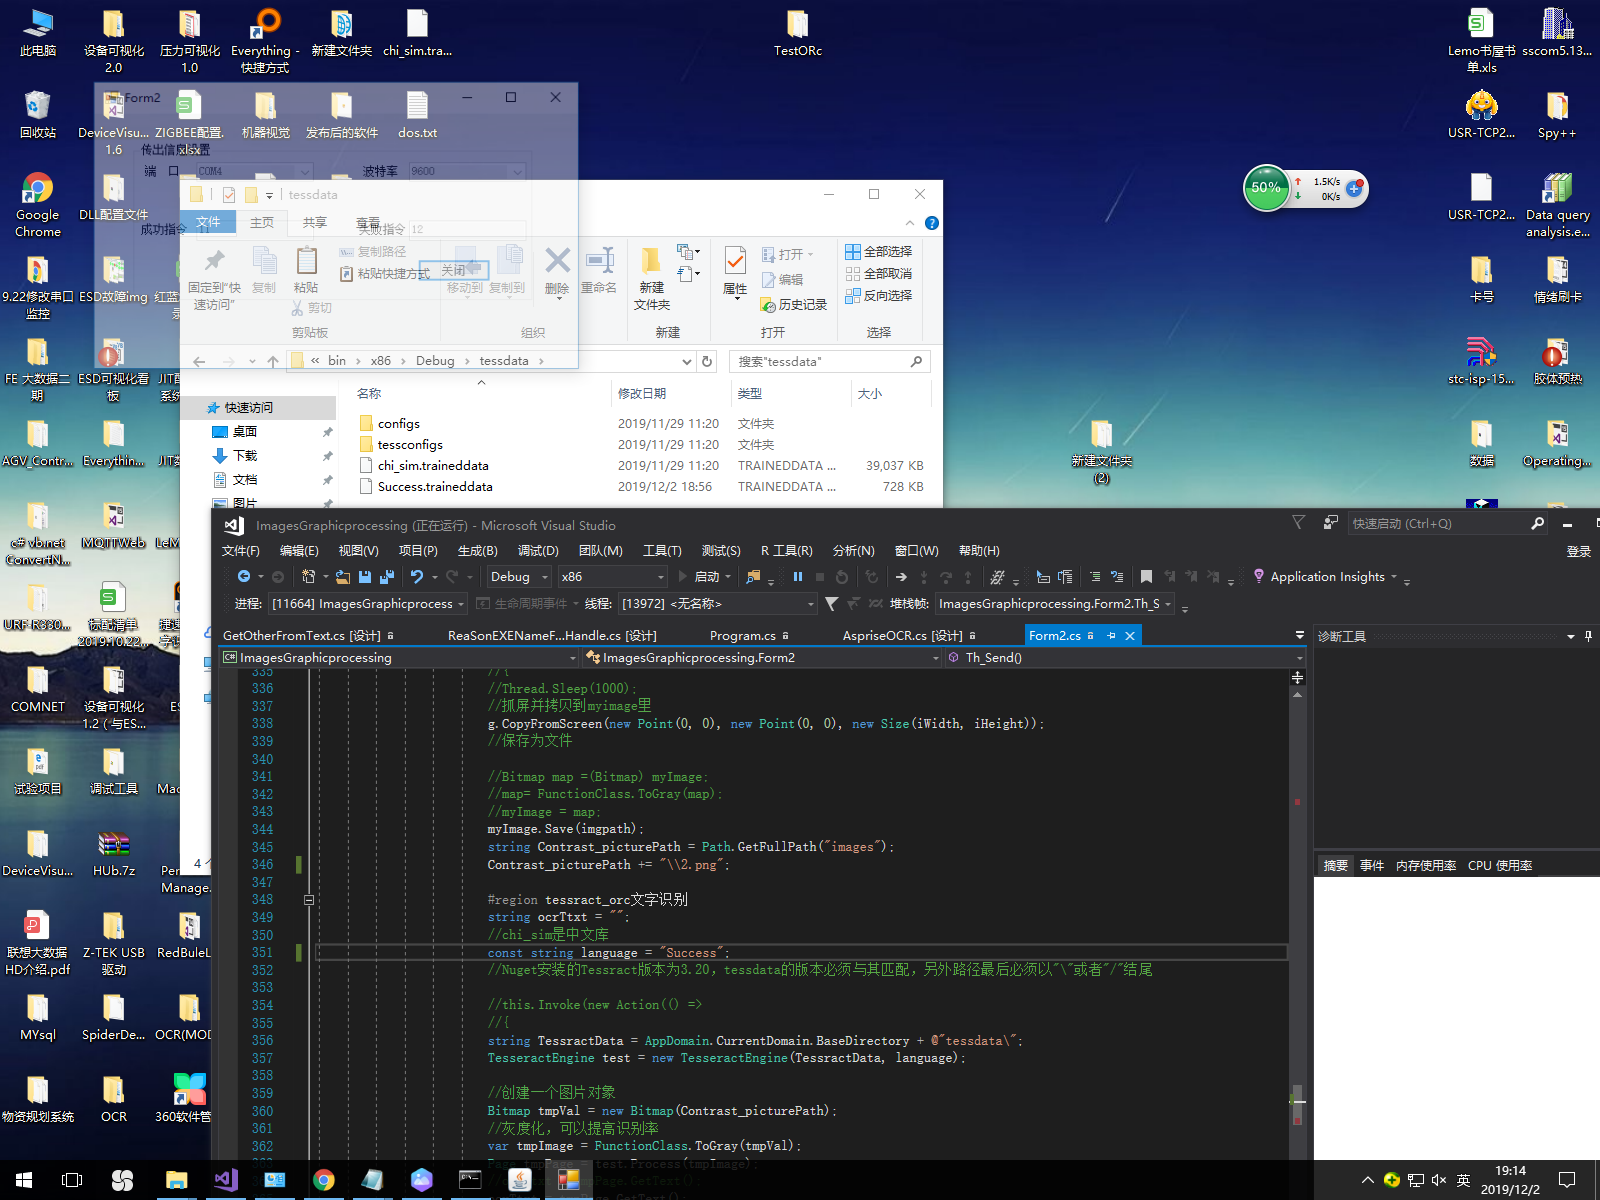 此电脑
设备可视化
2.0
压力可视化
1.0
Everything -
快捷方式
新建文件夹
chi_sim.tra...
TestORc
Lemo书屋书
单.xls
sscom5.13...
回收站
DeviceVisu...
1.6
ZIGBEE配置.
xlsx
机器视觉
发布后的软件
dos.txt
USR-TCP2...
Spy++
Google
Chrome
DLL配置文件
USR-TCP2...
Data query
analysis.e...
9.22修改串口
监控
ESD故障img
卡号
情绪刷卡
FE 大数据二
期
ESD可视化看
板
stc-isp-15...
胶体预热
AGV_Contr...
Everythin...
新建文件夹
(2)
数据
Operating...
c# vb.net
ConvertN...
MQTTWeb
URF-R330...
标配清单
2019.10.22...
COMNET
设备可视化
1.2（与ES...
试验项目
调试工具
DeviceVisu...
HUb.7z
Per
Manage...
联想大数据
HD介绍.pdf
Z-TEK USB
驱动
RedBuleL
MYsql
SpiderDe...
OCR(MOD
物资规划系统
OCR
360软件管
50%
1.5K/s
0K/s
Form2
传出信息设置
端 口
COM4
波特率
9600
成功指令
11
失败指令
12
关闭
tessdata
文件
主页
共享
查看
固定到"快
速访问"
复制
粘贴
复制路径
粘贴快捷方式
剪切
剪贴板
移动到
复制到
删除
重命名
组织
新建
文件夹
新建
属性
打开
编辑
历史记录
打开
全部选择
全部取消
反向选择
选择
« bin > x86 > Debug > tessdata >
搜索"tessdata"
名称
修改日期
类型
大小
快速访问
桌面
下载
文档
图片
configs 2019/11/29 11:20 文件夹
tessconfigs 2019/11/29 11:20 文件夹
chi_sim.traineddata 2019/11/29 11:20 TRAINEDDATA ... 39,037 KB
Success.traineddata 2019/12/2 18:56 TRAINEDDATA ... 728 KB
ImagesGraphicprocessing (正在运行) - Microsoft Visual Studio
快速启动 (Ctrl+Q)
文件(F) 编辑(E) 视图(V) 项目(P) 生成(B) 调试(D) 团队(M) 工具(T) 测试(S) R 工具(R) 分析(N) 窗口(W) 帮助(H)
登录
Debug x86 启动 Application Insights
进程: [11664] ImagesGraphicprocess 生命周期事件 线程: [13972] <无名称> 堆栈帧: ImagesGraphicprocessing.Form2.Th_S
GetOtherFromText.cs [设计] ReaSonEXENameF...Handle.cs [设计] Program.cs AspriseOCR.cs [设计] Form2.cs
诊断工具
ImagesGraphicprocessing ImagesGraphicprocessing.Form2 Th_Send()
335 //{
336 //Thread.Sleep(1000);
337 //抓屏并拷贝到myimage里
338 g.CopyFromScreen(new Point(0, 0), new Point(0, 0), new Size(iWidth, iHeight));
339 //保存为文件
340
341 //Bitmap map =(Bitmap) myImage;
342 //map= FunctionClass.ToGray(map);
343 //myImage = map;
344 myImage.Save(imgpath);
345 string Contrast_picturePath = Path.GetFullPath("images");
346 Contrast_picturePath += "\\2.png";
347
348 #region tessract_orc文字识别
349 string ocrTtxt = "";
350 //chi_sim是中文库
351 const string language = "Success";
352 //Nuget安装的Tessract版本为3.20，tessdata的版本必须与其匹配，另外路径最后必须以"\"或者"/"结尾
353
354 //this.Invoke(new Action(() =>
355 //{
356 string TessractData = AppDomain.CurrentDomain.BaseDirectory + @"tessdata\";
357 TesseractEngine test = new TesseractEngine(TessractData, language);
358
359 //创建一个图片对象
360 Bitmap tmpVal = new Bitmap(Contrast_picturePath);
361 //灰度化，可以提高识别率
362 var tmpImage = FunctionClass.ToGray(tmpVal);
摘要 事件 内存使用率 CPU 使用率
英
19:14
2019/12/2